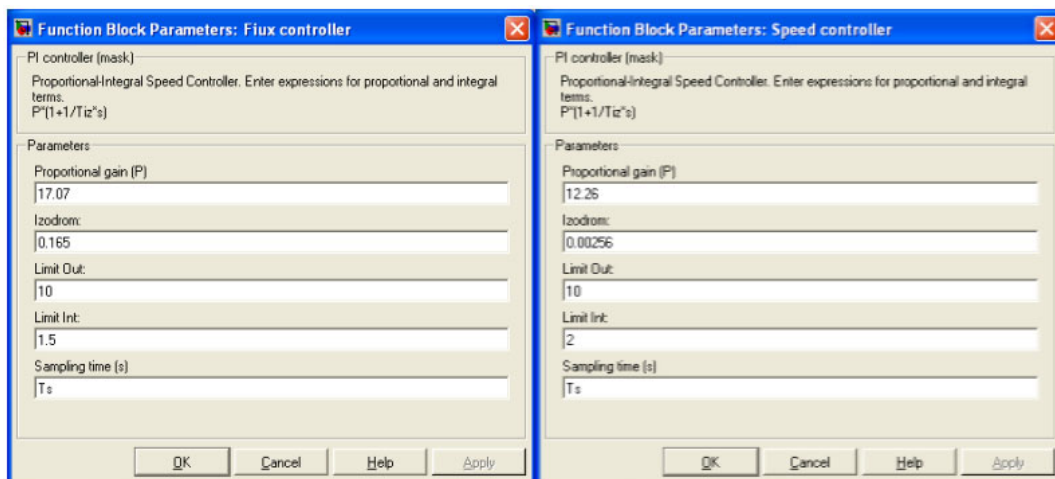 Function Block Parameters: Flux controller
PI controller (mask)
Proportional-Integral Speed Controller. Enter expressions for proportional and integral
terms.
P*(1+1/Tiz*s)
Parameters
Proportional gain (P)
17.07
Izodrom:
0.165
Limit Out:
10
Limit Int:
1.5
Sampling time (s)
Ts
OK Cancel Help Apply
Function Block Parameters: Speed controller
PI controller (mask)
Proportional-Integral Speed Controller. Enter expressions for proportional and integral
terms.
P*(1+1/Tiz*s)
Parameters
Proportional gain (P)
12.26
Izodrom:
0.00256
Limit Out:
10
Limit Int:
2
Sampling time (s)
Ts
OK Cancel Help Apply